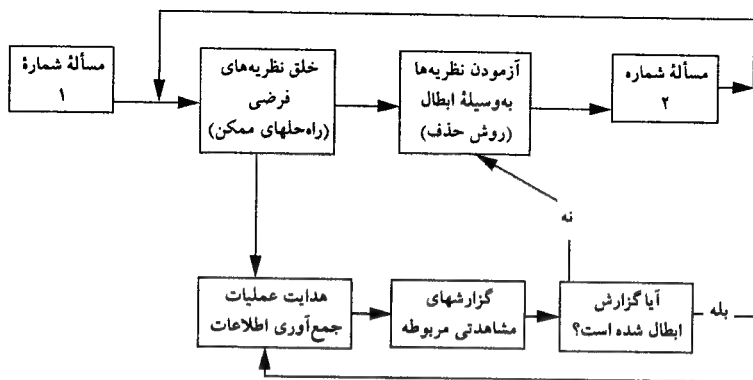 مسألهٔ شمارهٔ
۱
خلق نظریه‌های
فرضی
(راه‌حلهای ممکن)
آزمودن نظریه‌ها
به‌وسیلهٔ ابطال
(روش حذف)
مسألهٔ شماره
۲
نه
هدایت عملیات
جمع‌آوری اطلاعات
گزارشهای
مشاهدتی مربوطه
آیا گزارش
ابطال شده است؟
بله